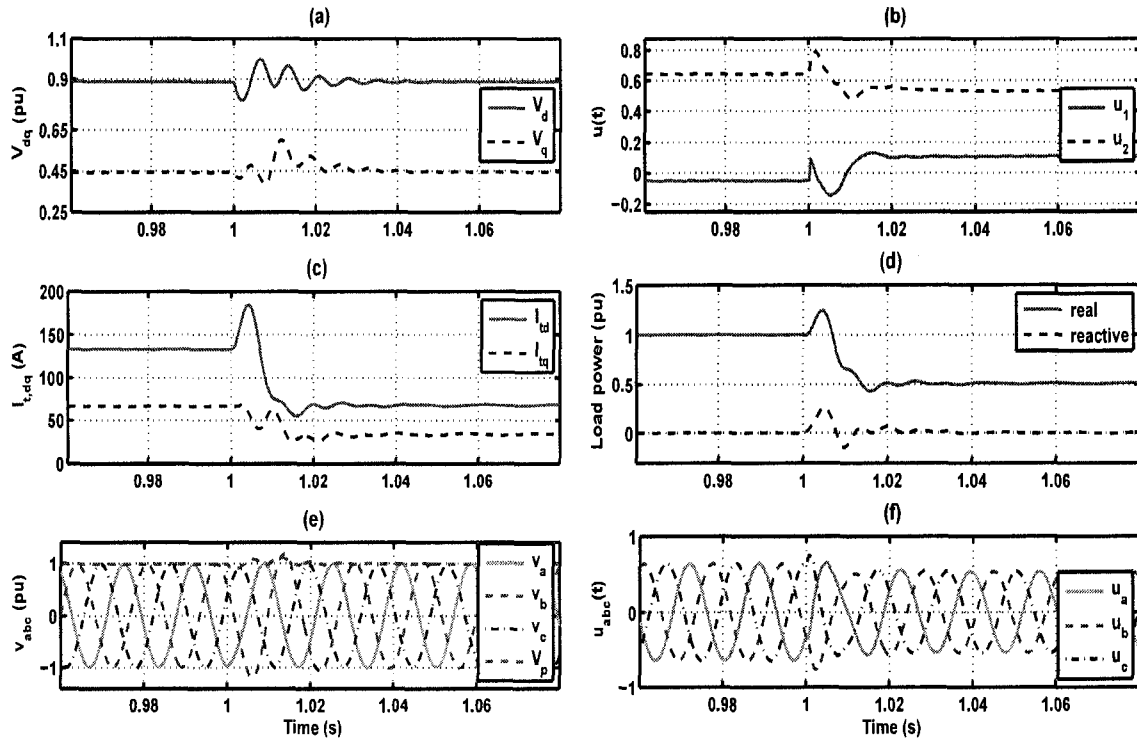 (a)
V_dq (pu)
1.1
0.9
0.65
0.45
0.25
V_d
V_q
0.98
1
1.02
1.04
1.06
(b)
u(t)
0.8
0.6
0.4
0.2
0
−0.2
u_1
u_2
0.98
1
1.02
1.04
1.06
(c)
I_t,dq (A)
200
150
100
50
0
I_td
I_tq
0.98
1
1.02
1.04
1.06
(d)
Load power (pu)
1.5
1
0.5
0
real
reactive
0.98
1
1.02
1.04
1.06
(e)
v_abc (pu)
1
0
−1
v_a
v_b
v_c
V_p
0.98
1
1.02
1.04
1.06
Time (s)
(f)
u_abc(t)
1
0
−1
u_a
u_b
u_c
0.98
1
1.02
1.04
1.06
Time (s)